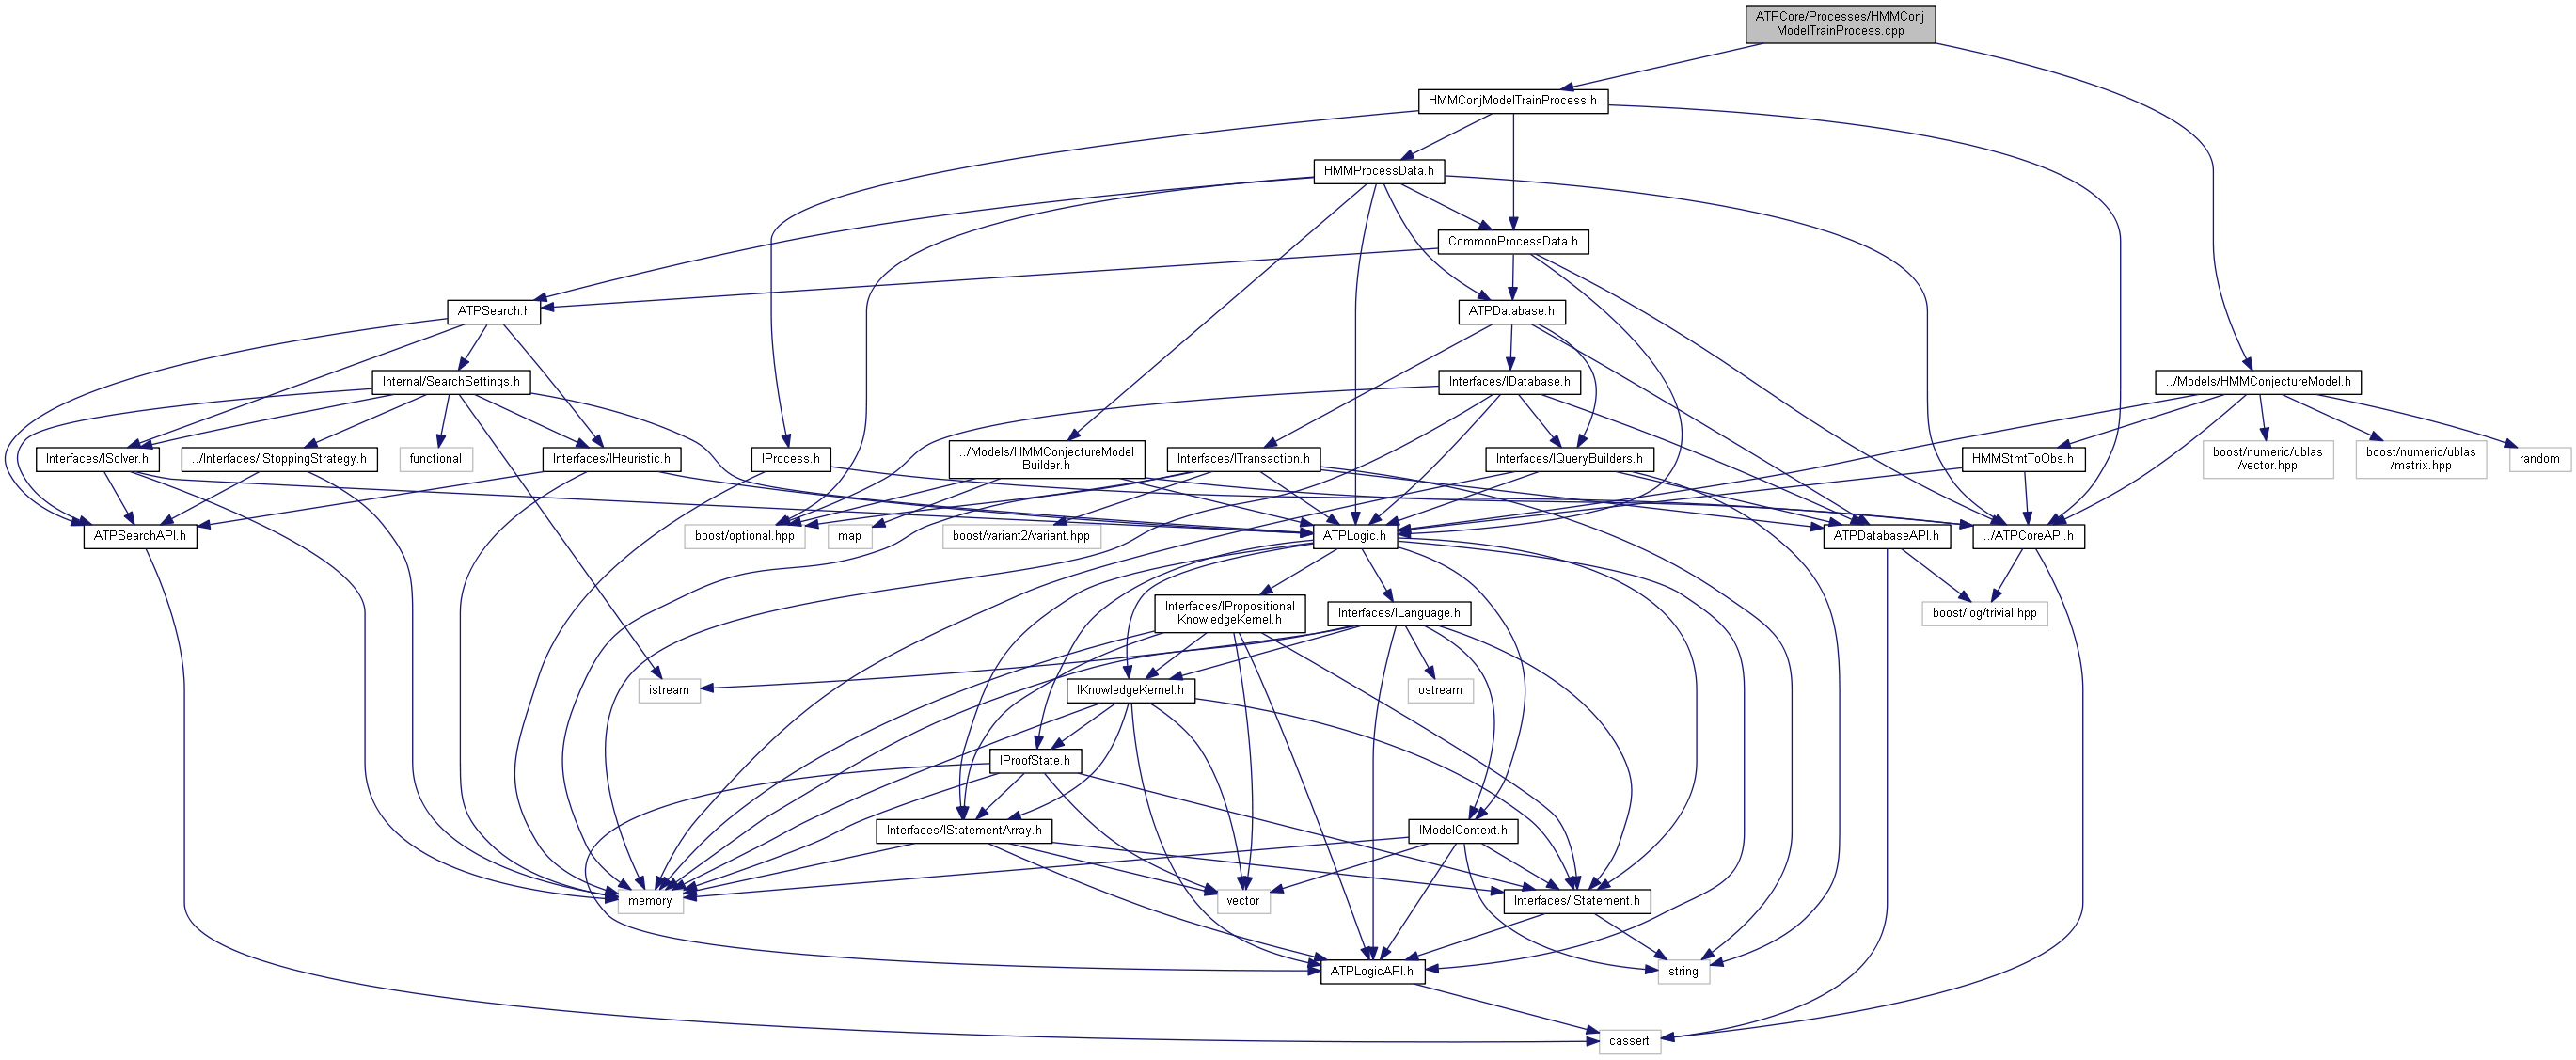 ATPCore/Processes/HMMConj
ModelTrainProcess.cpp
HMMConjModelTrainProcess.h
HMMProcessData.h
CommonProcessData.h
ATPSearch.h
ATPDatabase.h
Internal/SearchSettings.h
Interfaces/IDatabase.h
../Models/HMMConjectureModel.h
Interfaces/ISolver.h
../Interfaces/IStoppingStrategy.h
functional
Interfaces/IHeuristic.h
IProcess.h
../Models/HMMConjectureModel
Builder.h
Interfaces/ITransaction.h
Interfaces/IQueryBuilders.h
HMMStmtToObs.h
boost/numeric/ublas
/vector.hpp
boost/numeric/ublas
/matrix.hpp
random
ATPSearchAPI.h
boost/optional.hpp
map
boost/variant2/variant.hpp
ATPLogic.h
ATPDatabaseAPI.h
../ATPCoreAPI.h
Interfaces/IPropositional
KnowledgeKernel.h
Interfaces/ILanguage.h
boost/log/trivial.hpp
istream
IKnowledgeKernel.h
ostream
IProofState.h
Interfaces/IStatementArray.h
IModelContext.h
memory
vector
Interfaces/IStatement.h
ATPLogicAPI.h
string
cassert